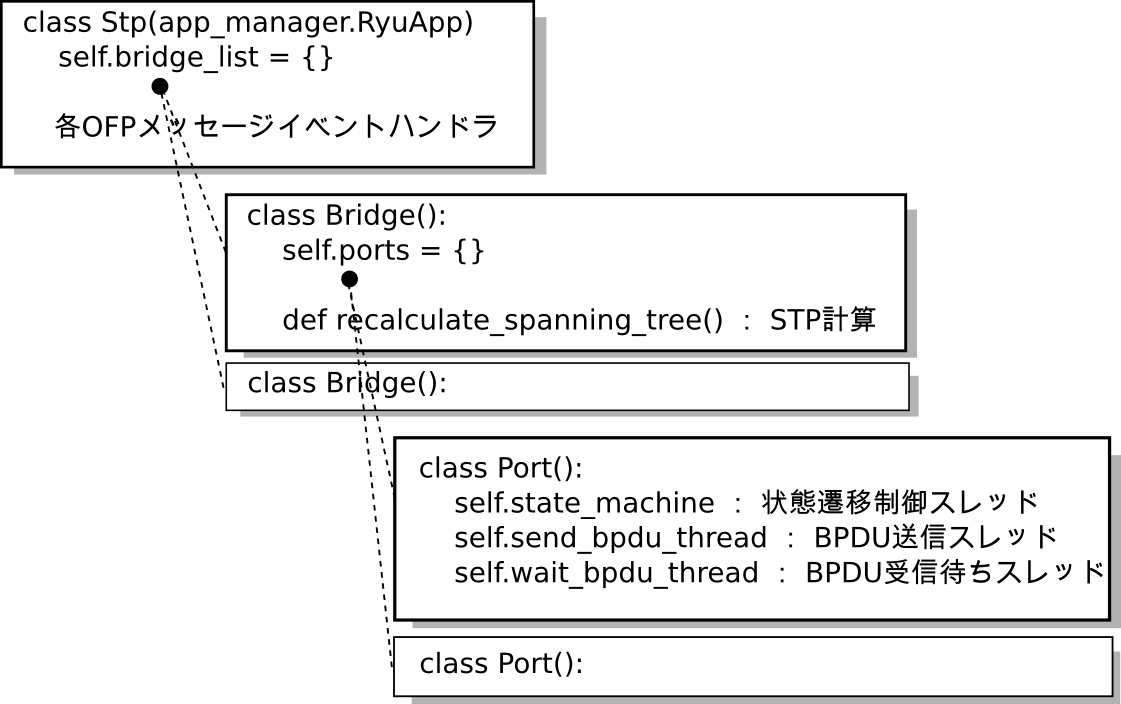 class Stp(app_manager.RyuApp)
self.bridge_list = {}
各OFPメッセージイベントハンドラ
class Bridge():
self.ports = {}
def recalculate_spanning_tree() : STP計算
class Bridge():
class Port():
self.state_machine : 状態遷移制御スレッド
self.send_bpdu_thread : BPDU送信スレッド
self.wait_bpdu_thread : BPDU受信待ちスレッド
class Port():